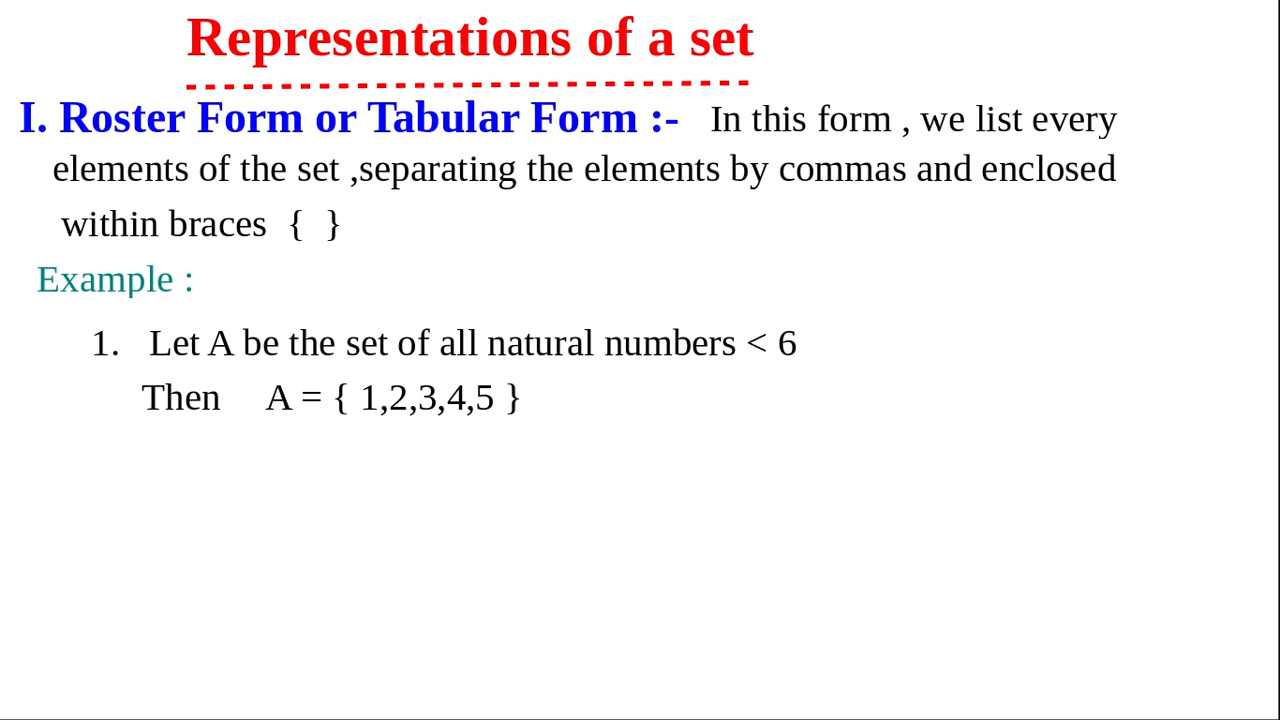 Representations of a set
I. Roster Form or Tabular Form :- In this form , we list every
elements of the set ,separating the elements by commas and enclosed
within braces { }
Example :
1. Let A be the set of all natural numbers < 6
Then A = { 1,2,3,4,5 }